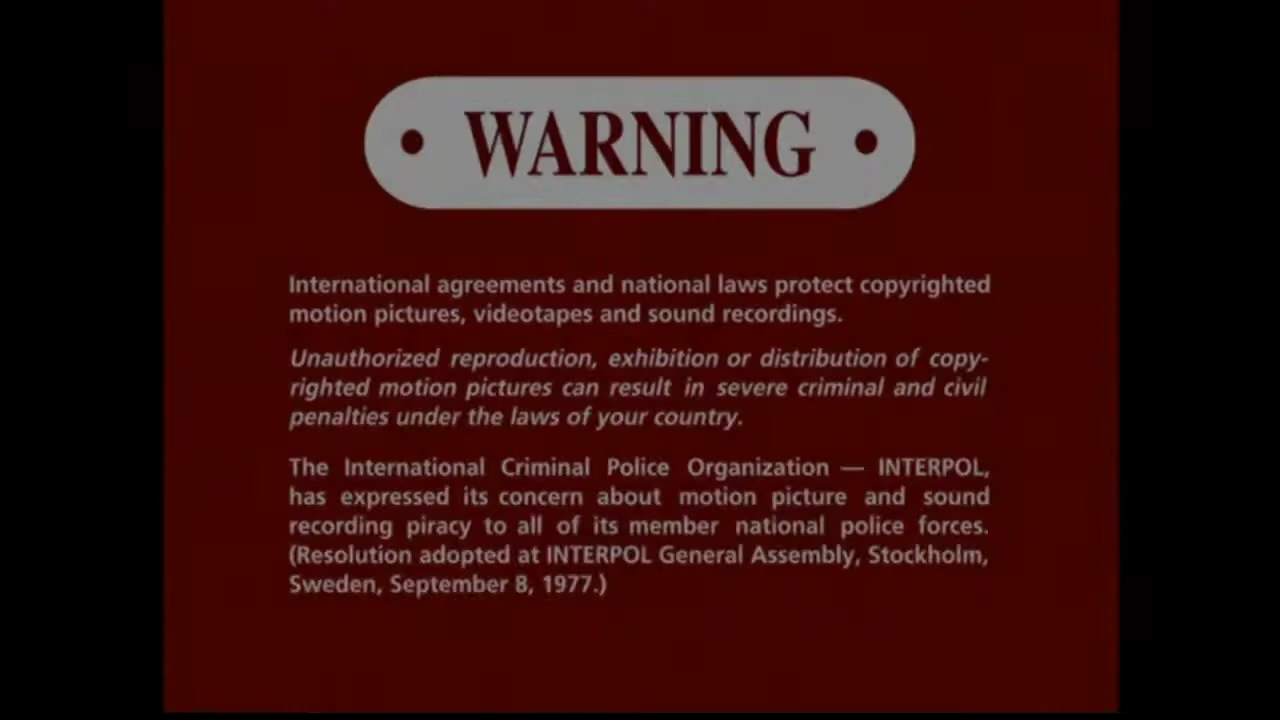 WARNING
International agreements and national laws protect copyrighted
motion pictures, videotapes and sound recordings.
Unauthorized reproduction, exhibition or distribution of copy-
righted motion pictures can result in severe criminal and civil
penalties under the laws of your country.
The International Criminal Police Organization — INTERPOL,
has expressed its concern about motion picture and sound
recording piracy to all of its member national police forces.
(Resolution adopted at INTERPOL General Assembly, Stockholm,
Sweden, September 8, 1977.)